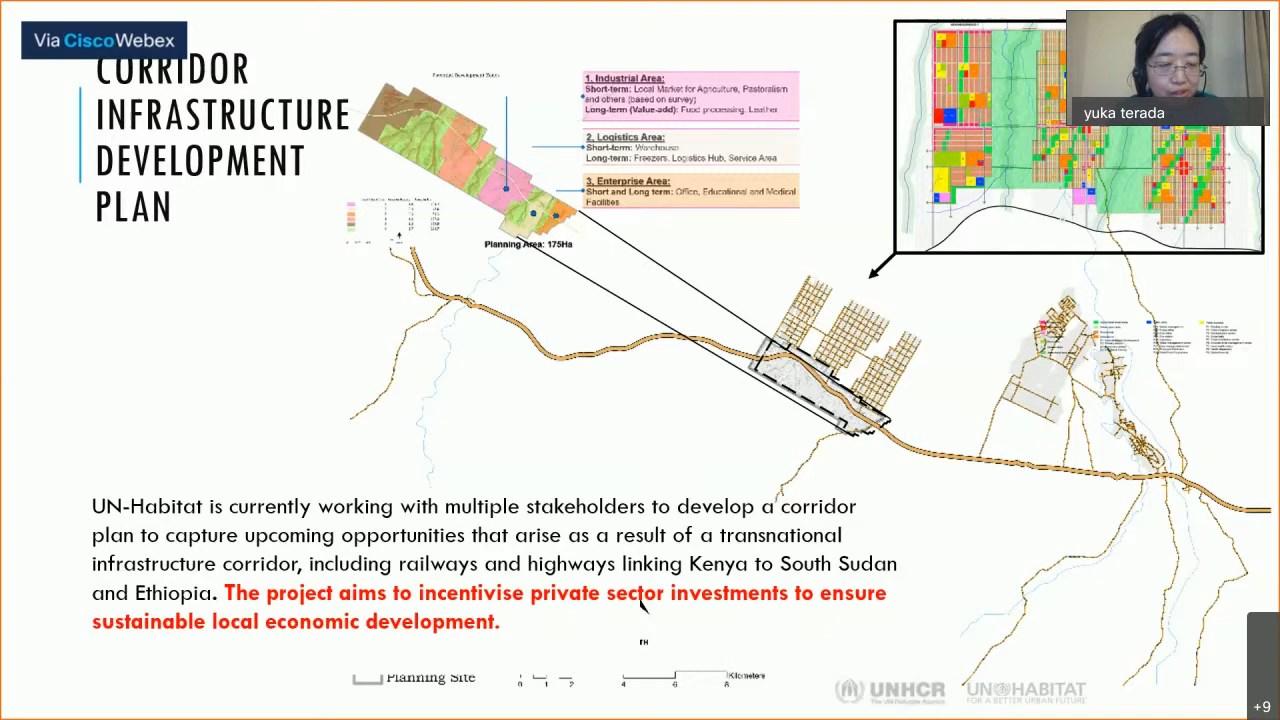 Via Cisco Webex
CORRIDOR
INFRASTRUCTURE
DEVELOPMENT
PLAN
1. Industrial Area:
Short-term: Local Market for Agriculture, Pastoralism
and others (based on survey)
Long-term (Value-add): Food processing, Leather
2. Logistics Area:
Short-term: Warehouse
Long-term: Freezers, Logistics Hub, Service Area
3. Enterprise Area:
Short and Long term: Office, Educational and Medical
Facilities
Planning Area: 175Ha
yuka terada
UN-Habitat is currently working with multiple stakeholders to develop a corridor
plan to capture upcoming opportunities that arise as a result of a transnational
infrastructure corridor, including railways and highways linking Kenya to South Sudan
and Ethiopia. The project aims to incentivise private sector investments to ensure
sustainable local economic development.
Planning Site
0 1 2 4 6 8 Kilometers
UNHCR
The UN Refugee Agency
UN HABITAT
FOR A BETTER URBAN FUTURE
+9